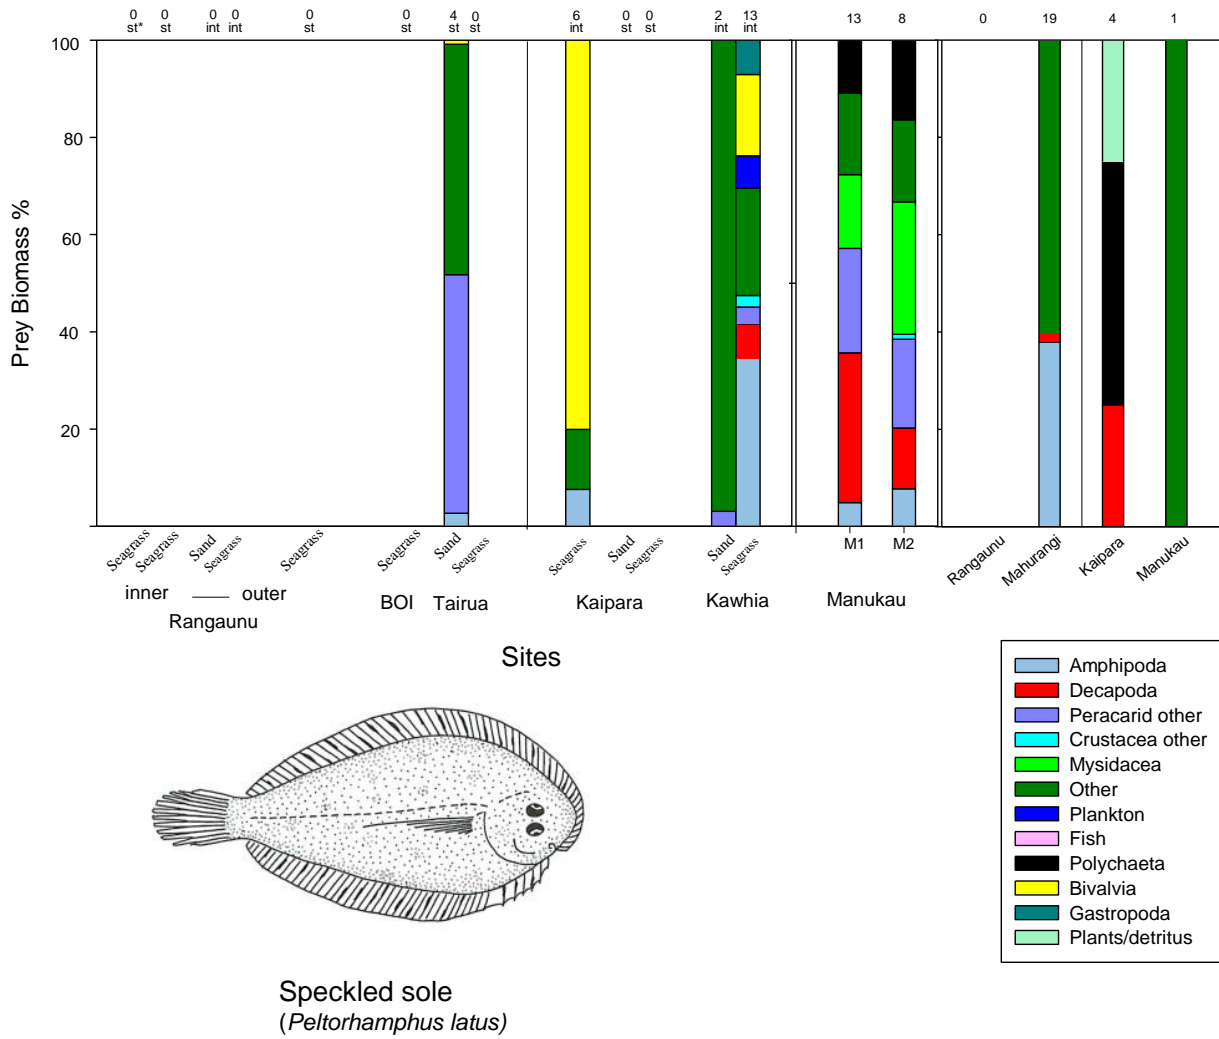 0 0 0 0 0 0 4 0 6 0 0 2 13 13 8 0 19 4 1
st* st int int st st st st int st st int int
100
80
60
40
20
Prey Biomass %
Seagrass Seagrass Sand Seagrass Seagrass Seagrass Sand Seagrass Seagrass Sand Seagrass Sand Seagrass M1 M2 Rangaunu Mahurangi Kaipara Manukau
inner outer
Rangaunu
BOI Tairua Kaipara Kawhia Manukau
Sites
Amphipoda
Decapoda
Peracarid other
Crustacea other
Mysidacea
Other
Plankton
Fish
Polychaeta
Bivalvia
Gastropoda
Plants/detritus
Speckled sole
(Peltorhamphus latus)